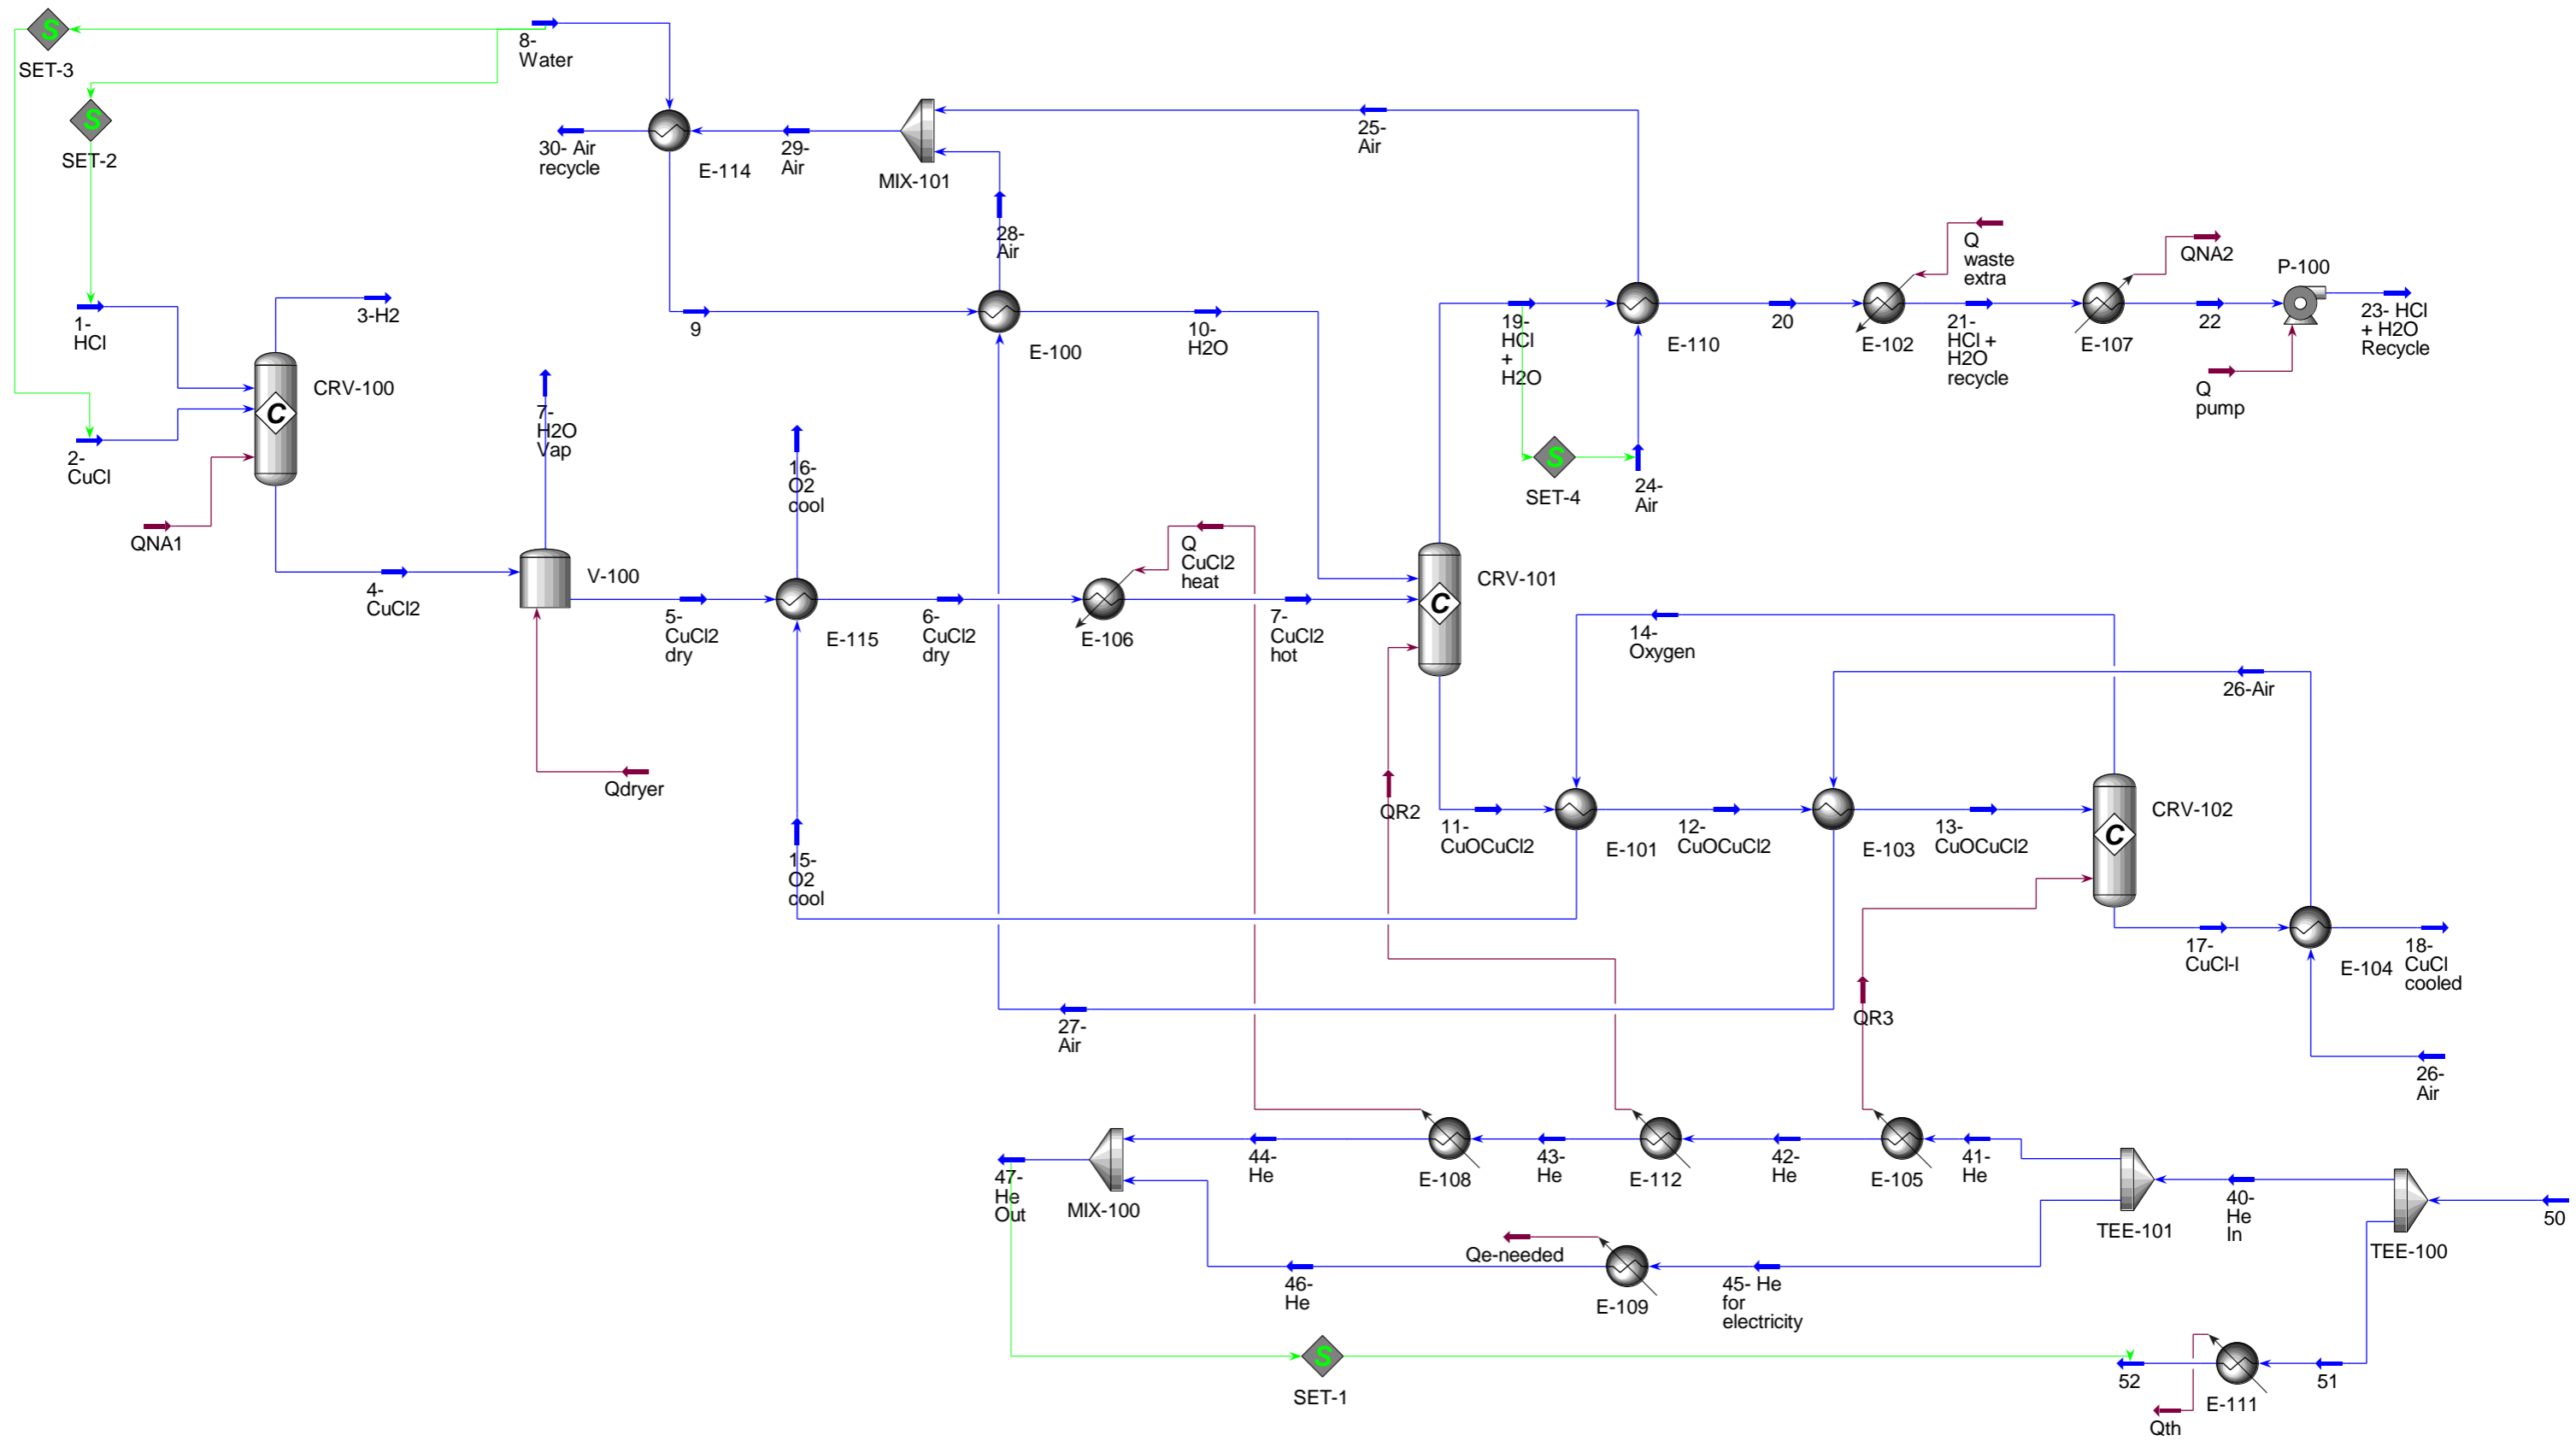 S
SET-3
8-
Water
S
SET-2
30- Air
recycle
E-114
29-
Air
MIX-101
25-
Air
28-
Air
1-
HCl
3-H2
CRV-100
C
2-
CuCl
QNA1
4-
CuCl2
7-
H2O
Vap
V-100
Qdryer
5-
CuCl2
dry
16-
O2
cool
E-115
6-
CuCl2
dry
15-
O2
cool
9
E-100
10-
H2O
Q
CuCl2
heat
E-106
7-
CuCl2
hot
19-
HCl
+
H2O
E-110
20
Q
waste
extra
E-102
21-
HCl +
H2O
recycle
QNA2
E-107
22
P-100
Q
pump
23- HCl
+ H2O
Recycle
S
SET-4
24-
Air
C
CRV-101
14-
Oxygen
26-Air
QR2
11-
CuOCuCl2
E-101
12-
CuOCuCl2
E-103
13-
CuOCuCl2
C
CRV-102
17-
CuCl-l
E-104
18-
CuCl
cooled
26-
Air
27-
Air
QR3
47-
He
Out
MIX-100
44-
He
E-108
43-
He
E-112
42-
He
E-105
41-
He
TEE-101
40-
He
In
TEE-100
50
46-
He
Qe-needed
E-109
45- He
for
electricity
S
SET-1
52
E-111
51
Qth